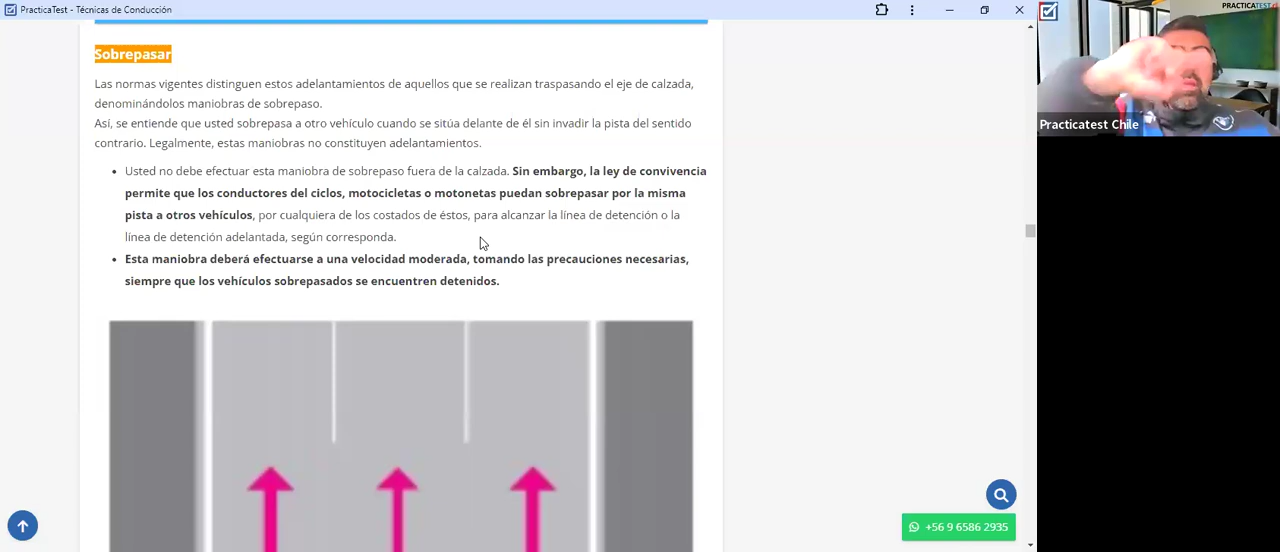 PracticaTest - Técnicas de Conducción
PRACTICATEST
Sobrepasar
Las normas vigentes distinguen estos adelantamientos de aquellos que se realizan traspasando el eje de calzada,
denominándolos maniobras de sobrepaso.
Así, se entiende que usted sobrepasa a otro vehículo cuando se sitúa delante de él sin invadir la pista del sentido
contrario. Legalmente, estas maniobras no constituyen adelantamientos.
Practicatest Chile
Usted no debe efectuar esta maniobra de sobrepaso fuera de la calzada. Sin embargo, la ley de convivencia
permite que los conductores del ciclos, motocicletas o motonetas puedan sobrepasar por la misma
pista a otros vehículos, por cualquiera de los costados de éstos, para alcanzar la línea de detención o la
línea de detención adelantada, según corresponda.
Esta maniobra deberá efectuarse a una velocidad moderada, tomando las precauciones necesarias,
siempre que los vehículos sobrepasados se encuentren detenidos.
+56 9 6586 2935